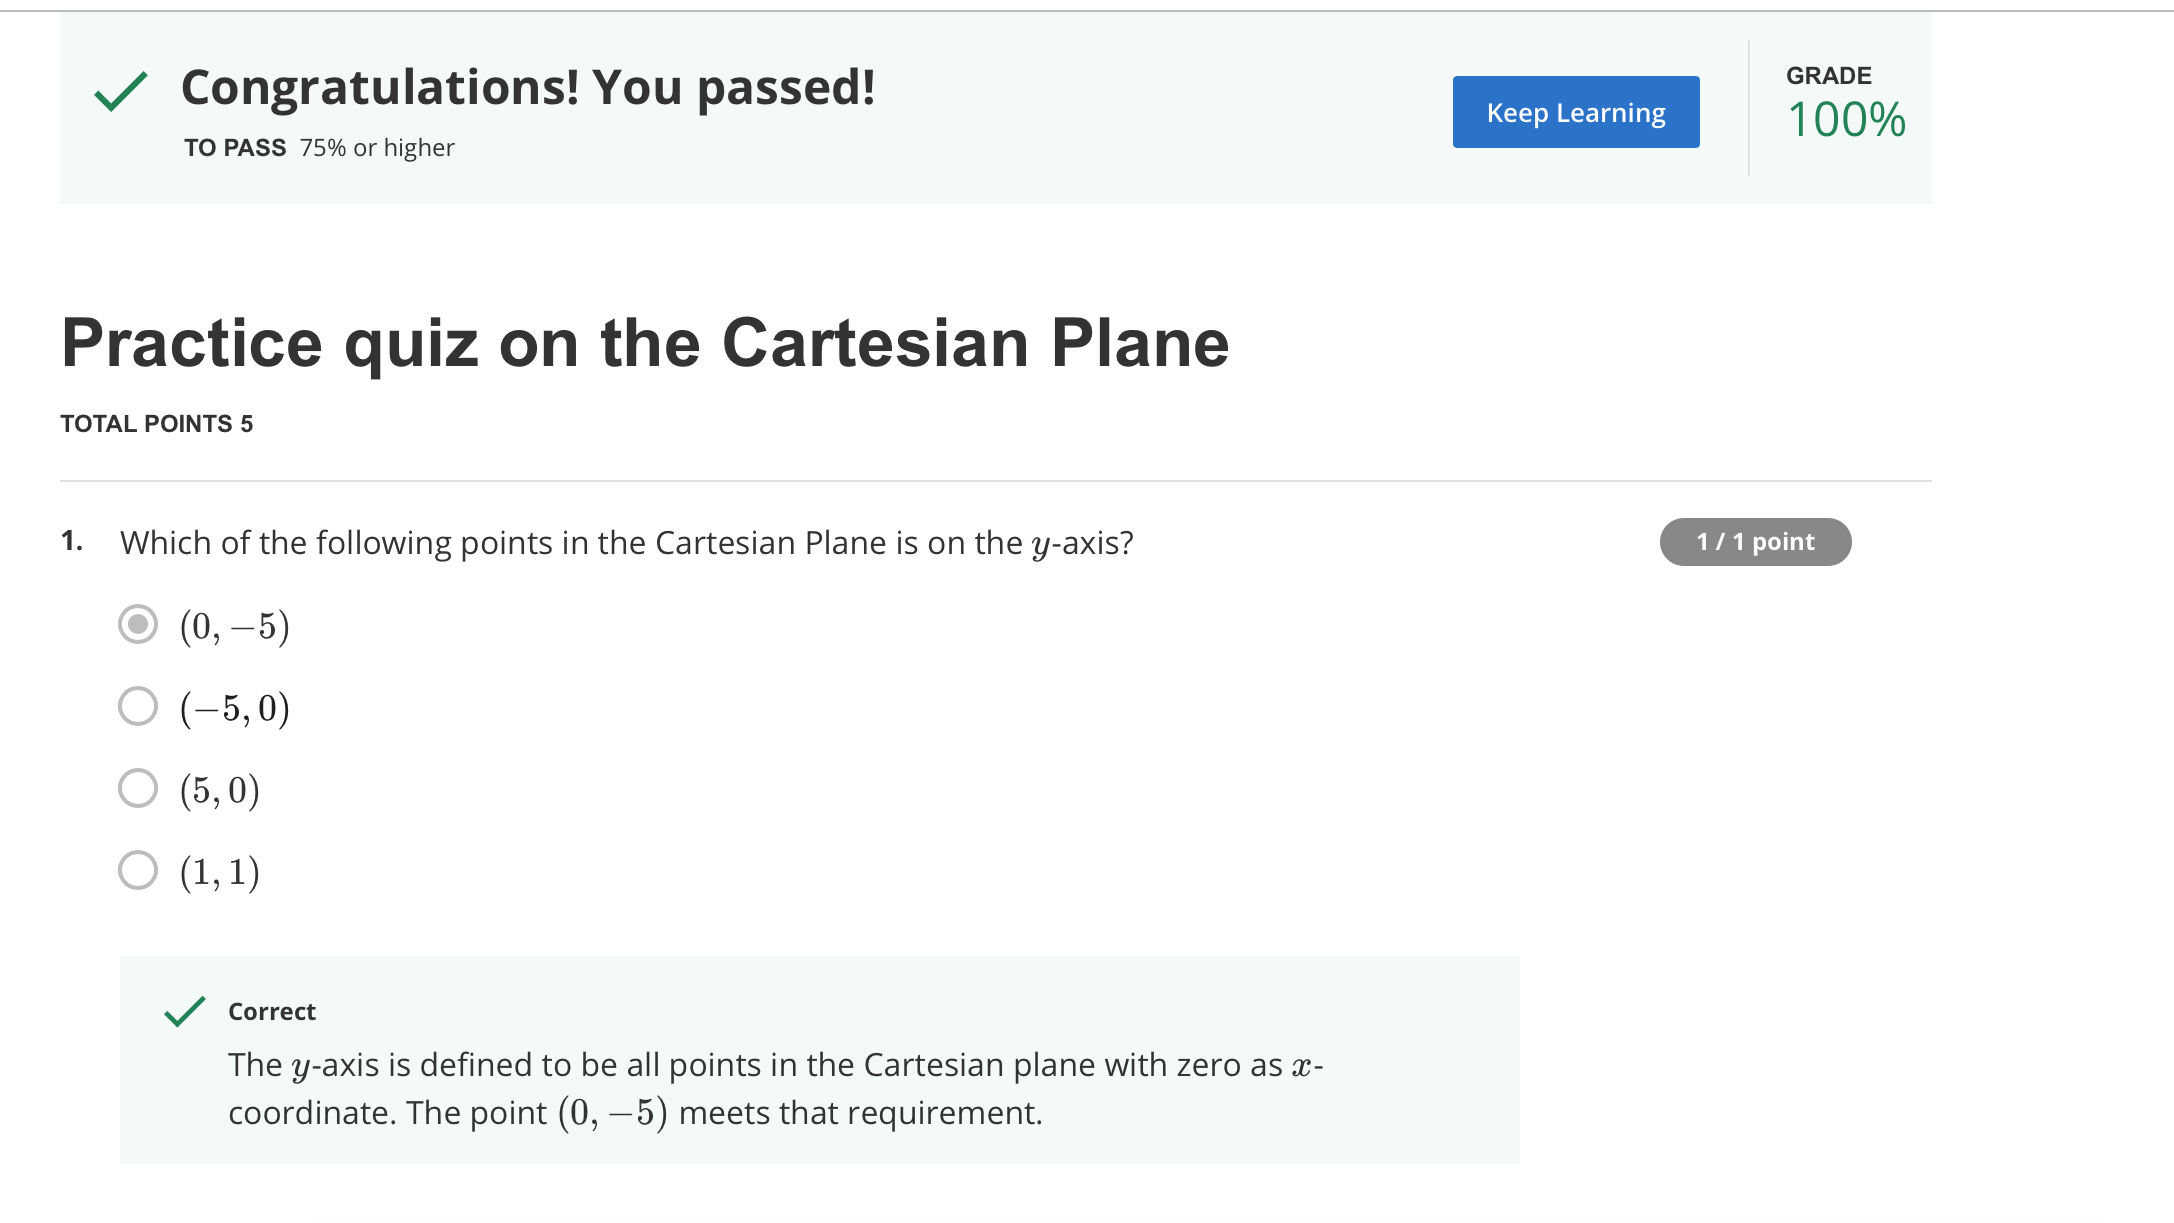 Congratulations! You passed!
TO PASS 75% or higher
Keep Learning
GRADE
100%
Practice quiz on the Cartesian Plane
TOTAL POINTS 5
1. Which of the following points in the Cartesian Plane is on the y-axis?
1 / 1 point
(0, −5)
(−5, 0)
(5, 0)
(1, 1)
Correct
The y-axis is defined to be all points in the Cartesian plane with zero as x-
coordinate. The point (0, −5) meets that requirement.